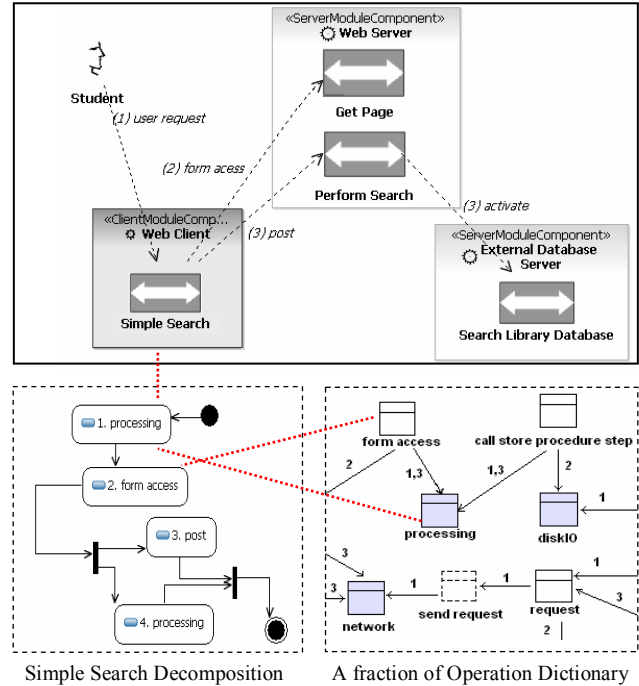 «ServerModuleComponent»
Web Server
Get Page
Perform Search
Student
(1) user request
(2) form acess
(3) post
(3) activate
«ClientModuleComp...
Web Client
Simple Search
«ServerModuleComponent»
External Database
Server
Search Library Database
1. processing
2. form access
3. post
4. processing
form access
call store procedure step
2
1,3
1,3
2
1
processing
diskIO
3
3
1
1
1
3
network
send request
request
2
Simple Search Decomposition
A fraction of Operation Dictionary